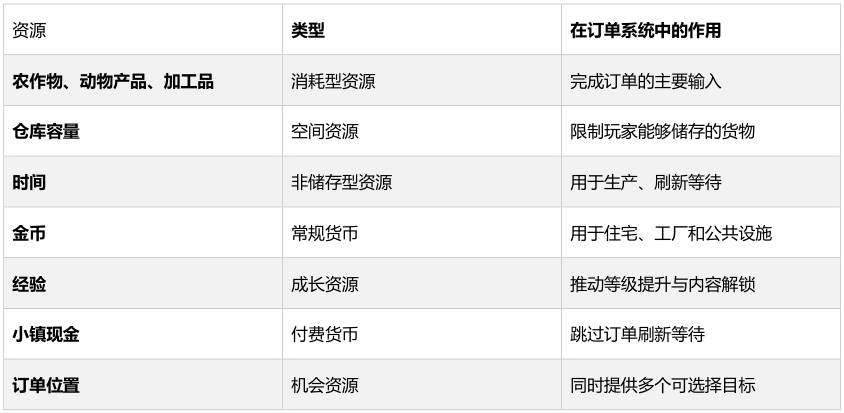 资源 类型 在订单系统中的作用
农作物、动物产品、加工品 消耗型资源 完成订单的主要输入
仓库容量 空间资源 限制玩家能够储存的货物
时间 非储存型资源 用于生产、刷新等待
金币 常规货币 用于住宅、工厂和公共设施
经验 成长资源 推动等级提升与内容解锁
小镇现金 付费货币 跳过订单刷新等待
订单位置 机会资源 同时提供多个可选择目标